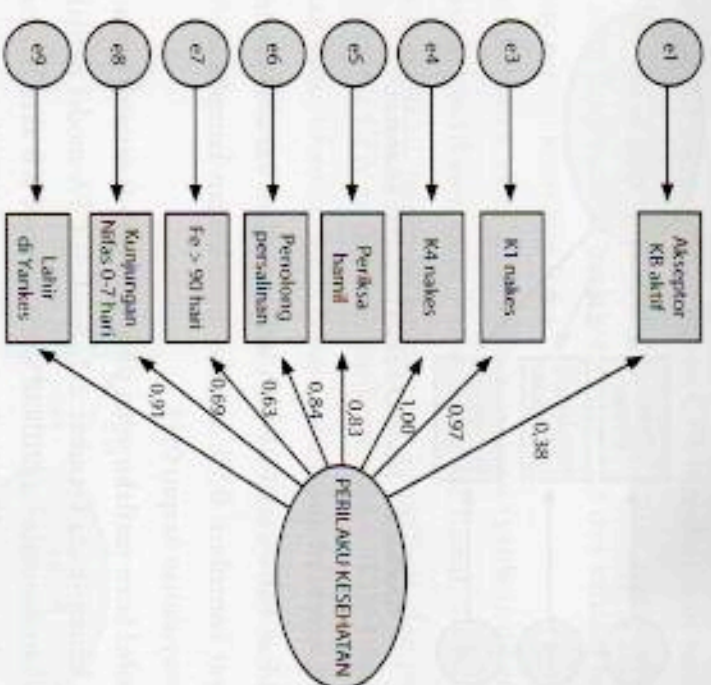 e1
e3
e4
e5
e6
e7
e8
e9
Akseptor
KB aktif
K1 nakes
K4 nakes
Periksa
hamil
Penolong
persalinan
Fe > 90 hari
Kunjungan
Nifas 0-7 hari
Lahir
di Yankes
0,38
0,97
1,00
0,83
0,84
0,63
0,69
0,91
PERILAKU KESEHATAN